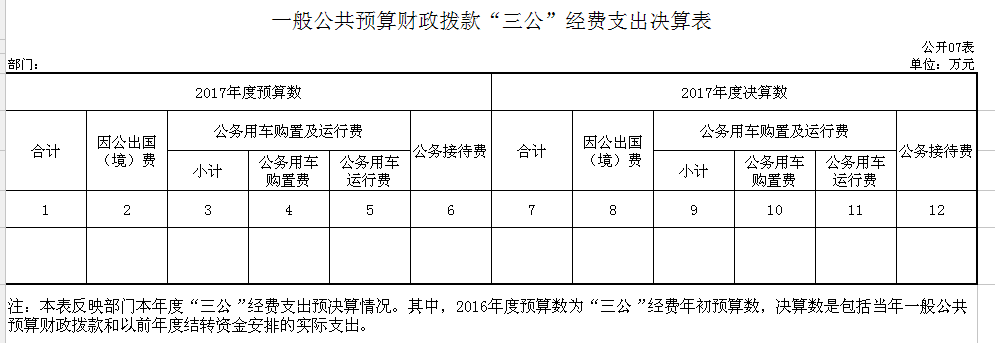 一般公共预算财政拨款“三公”经费支出决算表
公开07表
部门：
单位：万元
2017年度预算数
2017年度决算数
合计
因公出国
（境）费
公务用车购置及运行费
小计
公务用车
购置费
公务用车
运行费
公务接待费
合计
因公出国
（境）费
公务用车购置及运行费
小计
公务用车
购置费
公务用车
运行费
公务接待费
1 2 3 4 5 6 7 8 9 10 11 12
注：本表反映部门本年度“三公”经费支出预决算情况。其中，2016年度预算数为“三公”经费年初预算数，决算数是包括当年一般公共
预算财政拨款和以前年度结转资金安排的实际支出。